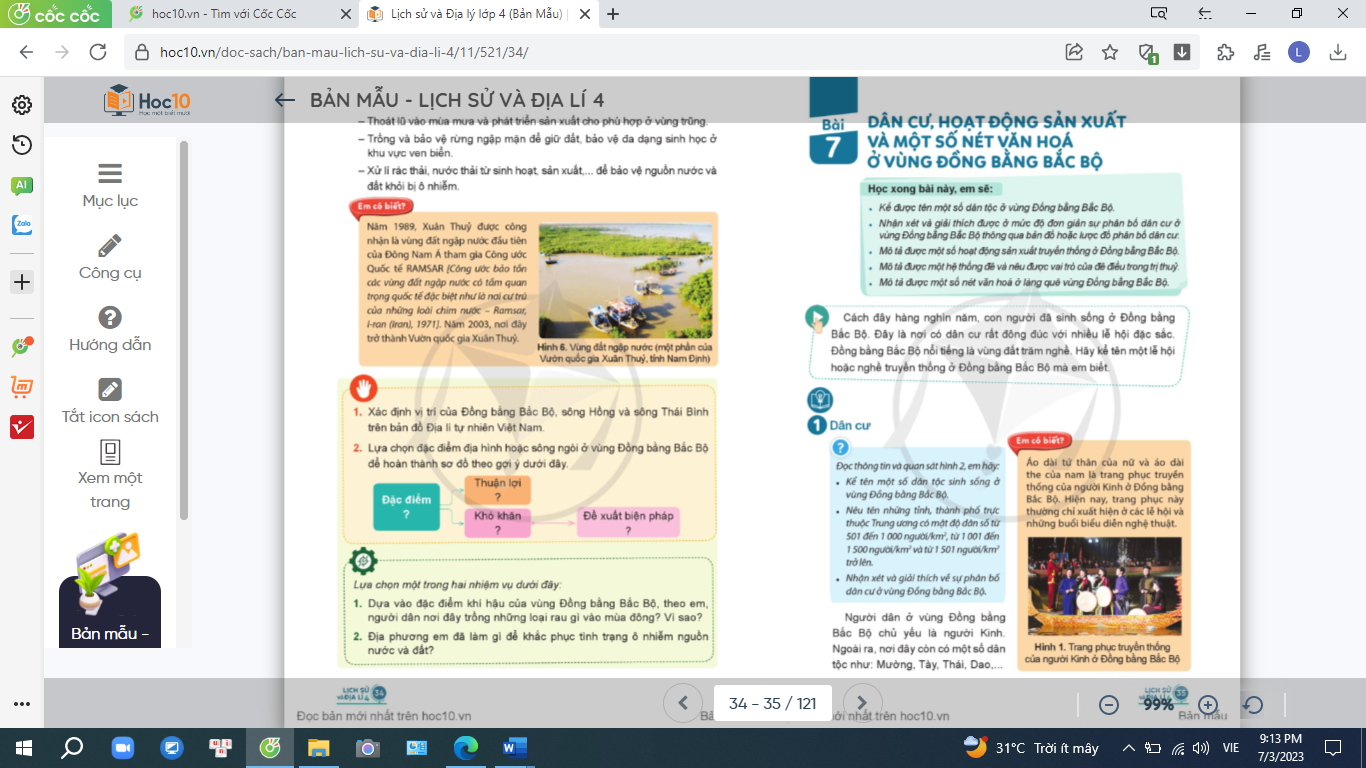 CỐC CỐC
hoc10.vn - Tìm với Cốc Cốc
Lịch sử và Địa lý lớp 4 (Bản Mẫu)
hoc10.vn/doc-sach/ban-mau-lich-su-va-dia-li-4/11/521/34/
1
L
AI
Zalo
Hoc10
Học một biết mười
Mục lục
Công cụ
Hướng dẫn
Tắt icon sách
Xem một
trang
Bản mẫu -
BẢN MẪU - LỊCH SỬ VÀ ĐỊA LÍ 4
– Thoát lũ vào mùa mưa và phát triển sản xuất cho phù hợp ở vùng trũng.
– Trồng và bảo vệ rừng ngập mặn để giữ đất, bảo vệ đa dạng sinh học ở
khu vực ven biển.
– Xử lí rác thải, nước thải từ sinh hoạt, sản xuất,... để bảo vệ nguồn nước và
đất khỏi bị ô nhiễm.
Em có biết?
Năm 1989, Xuân Thuỷ được công
nhận là vùng đất ngập nước đầu tiên
của Đông Nam Á tham gia Công ước
Quốc tế RAMSAR [Công ước bảo tồn
các vùng đất ngập nước có tầm quan
trọng quốc tế đặc biệt như là nơi cư trú
của những loài chim nước – Ramsar,
I-ran (Iran), 1971]. Năm 2003, nơi đây
trở thành Vườn quốc gia Xuân Thuỷ.
Hình 6. Vùng đất ngập nước (một phần của
Vườn quốc gia Xuân Thuỷ, tỉnh Nam Định)
1. Xác định vị trí của Đồng bằng Bắc Bộ, sông Hồng và sông Thái Bình
trên bản đồ Địa lí tự nhiên Việt Nam.
2. Lựa chọn đặc điểm địa hình hoặc sông ngòi ở vùng Đồng bằng Bắc Bộ
để hoàn thành sơ đồ theo gợi ý dưới đây.
Đặc điểm
?
Thuận lợi
?
Khó khăn
?
Đề xuất biện pháp
?
Lựa chọn một trong hai nhiệm vụ dưới đây:
1. Dựa vào đặc điểm khí hậu của vùng Đồng bằng Bắc Bộ, theo em,
người dân nơi đây trồng những loại rau gì vào mùa đông? Vì sao?
2. Địa phương em đã làm gì để khắc phục tình trạng ô nhiễm nguồn
nước và đất?
LỊCH SỬ
VÀ ĐỊA LÍ 4
34
Đọc bản mới nhất trên hoc10.vn
Bài
7
DÂN CƯ, HOẠT ĐỘNG SẢN XUẤT
VÀ MỘT SỐ NÉT VĂN HOÁ
Ở VÙNG ĐỒNG BẰNG BẮC BỘ
Học xong bài này, em sẽ:
• Kể được tên một số dân tộc ở vùng Đồng bằng Bắc Bộ.
• Nhận xét và giải thích được ở mức độ đơn giản sự phân bố dân cư ở
vùng Đồng bằng Bắc Bộ thông qua bản đồ hoặc lược đồ phân bố dân cư.
• Mô tả được một số hoạt động sản xuất truyền thống ở Đồng bằng Bắc Bộ.
• Mô tả được một hệ thống đê và nêu được vai trò của đê điều trong trị thuỷ.
• Mô tả được một số nét văn hoá ở làng quê vùng Đồng bằng Bắc Bộ.
Cách đây hàng nghìn năm, con người đã sinh sống ở Đồng bằng
Bắc Bộ. Đây là nơi có dân cư rất đông đúc với nhiều lễ hội đặc sắc.
Đồng bằng Bắc Bộ nổi tiếng là vùng đất trăm nghề. Hãy kể tên một lễ hội
hoặc nghề truyền thống ở Đồng bằng Bắc Bộ mà em biết.
1 Dân cư
?
Đọc thông tin và quan sát hình 2, em hãy:
• Kể tên một số dân tộc sinh sống ở
vùng Đồng bằng Bắc Bộ.
• Nêu tên những tỉnh, thành phố trực
thuộc Trung ương có mật độ dân số từ
501 đến 1 000 người/km², từ 1 001 đến
1 500 người/km² và từ 1 501 người/km²
trở lên.
• Nhận xét và giải thích về sự phân bố
dân cư ở vùng Đồng bằng Bắc Bộ.
Người dân ở vùng Đồng bằng
Bắc Bộ chủ yếu là người Kinh.
Ngoài ra, nơi đây còn có một số dân
tộc như: Mường, Tày, Thái, Dao,...
Em có biết?
Áo dài tứ thân của nữ và áo dài
the của nam là trang phục truyền
thống của người Kinh ở Đồng bằng
Bắc Bộ. Hiện nay, trang phục này
thường chỉ xuất hiện ở các lễ hội và
những buổi biểu diễn nghệ thuật.
Hình 1. Trang phục truyền thống
của người Kinh ở Đồng bằng Bắc Bộ
34 - 35 / 121
99%
LỊCH SỬ
VÀ ĐỊA LÍ 4
35
mới nhất trên hoc10.vn
Bản mẫu
31°C Trời ít mây
VIE
9:13 PM
7/3/2023